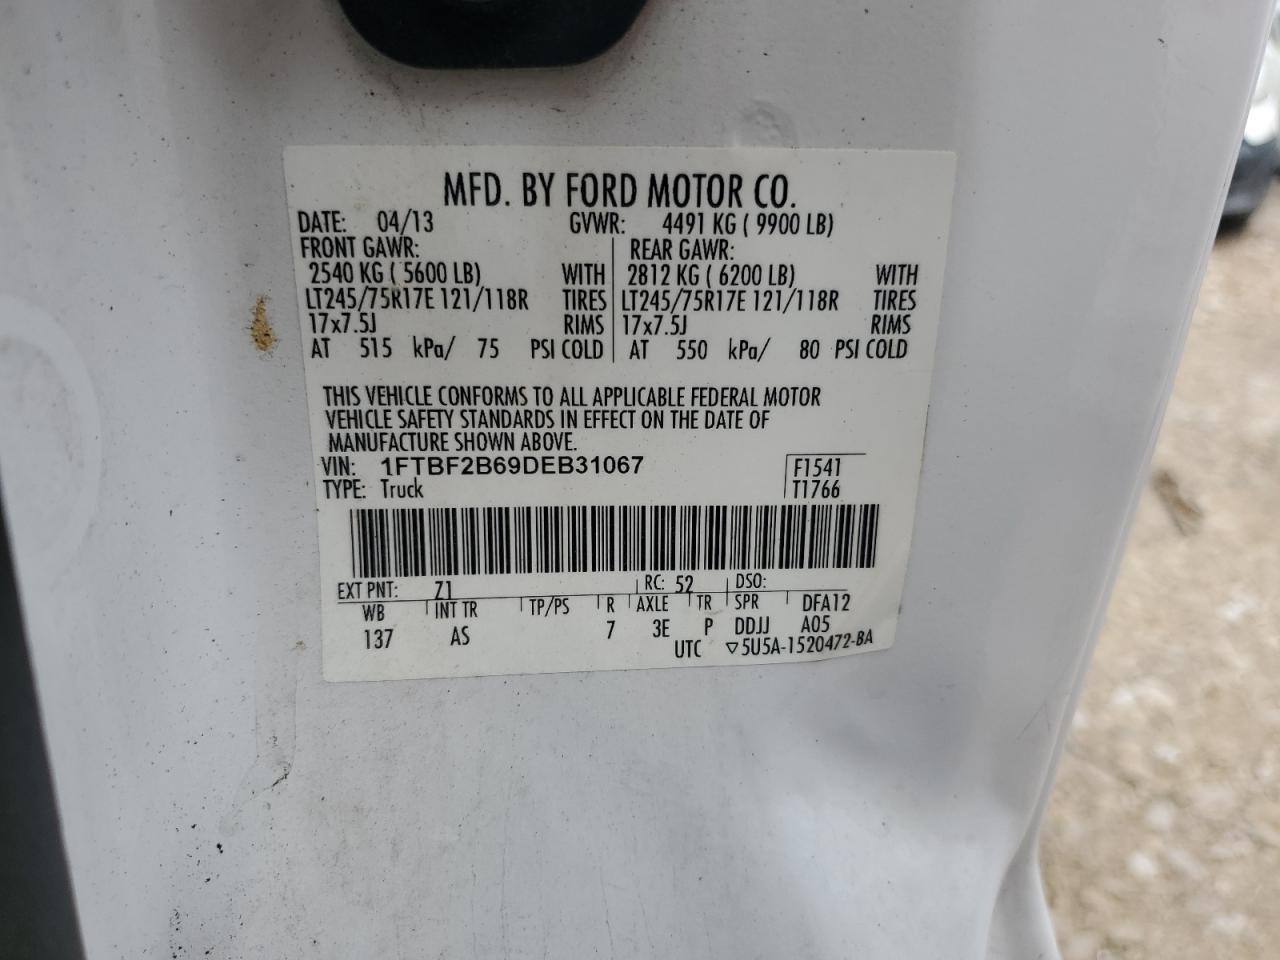 MFD. BY FORD MOTOR CO.
DATE: 04/13 GVWR: 4491 KG ( 9900 LB)
FRONT GAWR: REAR GAWR:
2540 KG ( 5600 LB) WITH 2812 KG ( 6200 LB) WITH
LT245/75R17E 121/118R TIRES LT245/75R17E 121/118R TIRES
17x7.5J RIMS 17x7.5J RIMS
AT 515 kPa/ 75 PSI COLD AT 550 kPa/ 80 PSI COLD
THIS VEHICLE CONFORMS TO ALL APPLICABLE FEDERAL MOTOR
VEHICLE SAFETY STANDARDS IN EFFECT ON THE DATE OF
MANUFACTURE SHOWN ABOVE.
VIN: 1FTBF2B69DEB31067 F1541
TYPE: Truck T1766
EXT PNT: Z1 RC: 52 DSO:
WB INT TR TP/PS R AXLE TR SPR DFA12
137 AS 7 3E P DDJJ A05
UTC ▽5U5A-1520472-BA